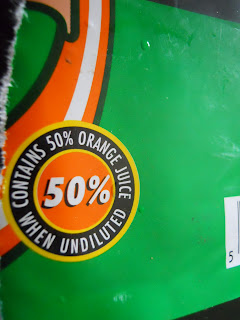 CONTAINS 50% ORANGE JUICE
50%
WHEN UNDILUTED
5